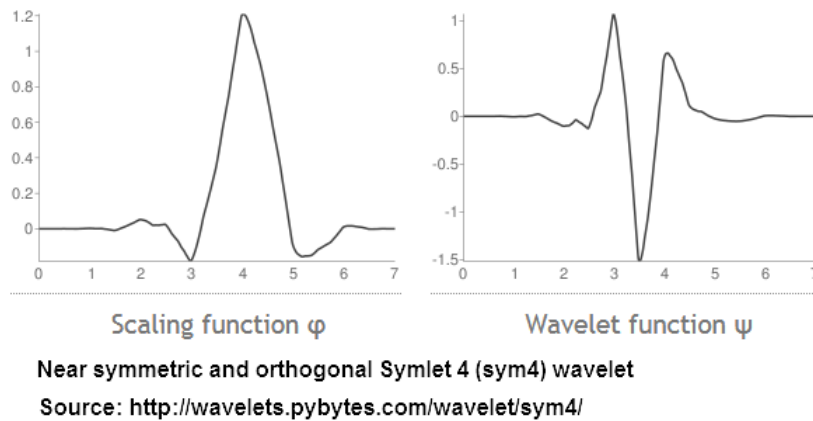 1.2
1
0.8
0.6
0.4
0.2
0
0 1 2 3 4 5 6 7
1
0.5
0
-0.5
-1
-1.5
0 1 2 3 4 5 6 7
Scaling function φ
Wavelet function ψ
Near symmetric and orthogonal Symlet 4 (sym4) wavelet
Source: http://wavelets.pybytes.com/wavelet/sym4/